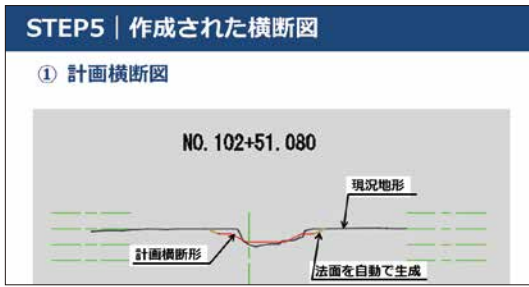 STEP5｜作成された横断図
① 計画横断図
NO. 102+51. 080
現況地形
計画横断形
法面を自動で生成